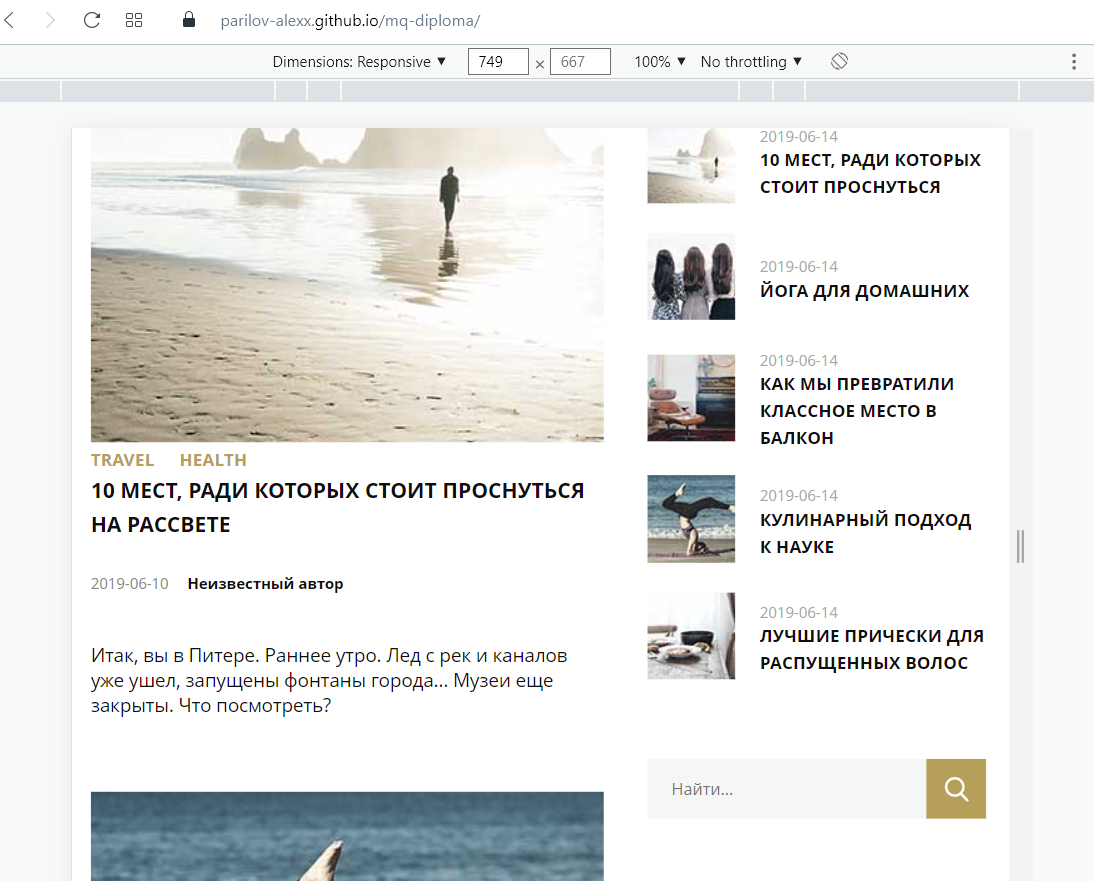 parilov-alexx.github.io/mq-diploma/
Dimensions: Responsive ▼ 749 × 667 100% ▼ No throttling ▼
TRAVEL HEALTH
10 МЕСТ, РАДИ КОТОРЫХ СТОИТ ПРОСНУТЬСЯ
НА РАССВЕТЕ
2019-06-10 Неизвестный автор
Итак, вы в Питере. Раннее утро. Лед с рек и каналов
уже ушел, запущены фонтаны города... Музеи еще
закрыты. Что посмотреть?
2019-06-14
10 МЕСТ, РАДИ КОТОРЫХ
СТОИТ ПРОСНУТЬСЯ
2019-06-14
ЙОГА ДЛЯ ДОМАШНИХ
2019-06-14
КАК МЫ ПРЕВРАТИЛИ
КЛАССНОЕ МЕСТО В
БАЛКОН
2019-06-14
КУЛИНАРНЫЙ ПОДХОД
К НАУКЕ
2019-06-14
ЛУЧШИЕ ПРИЧЕСКИ ДЛЯ
РАСПУЩЕННЫХ ВОЛОС
Найти...